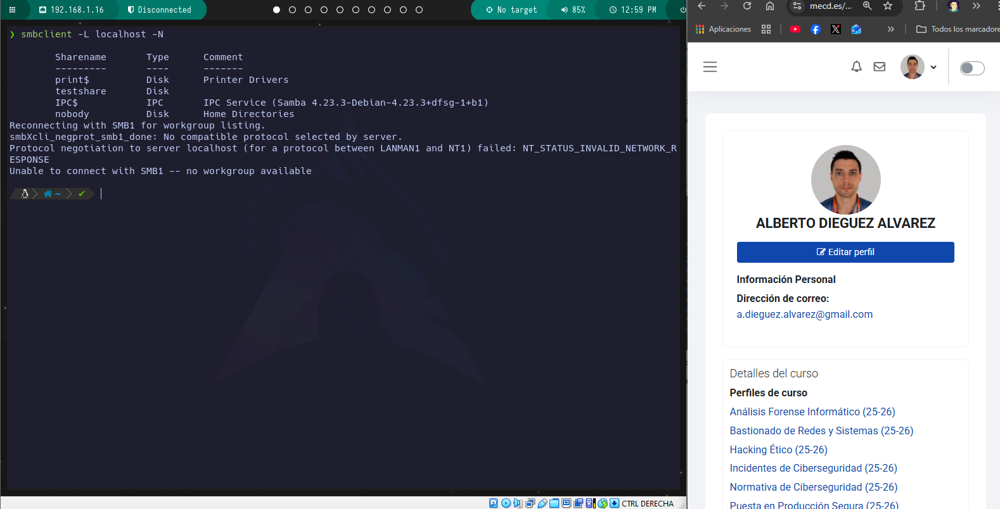 192.168.1.16
Disconnected
No target
85%
12:59 PM
❯ smbclient -L localhost -N
Sharename Type Comment
--------- ---- -------
print$ Disk Printer Drivers
testshare Disk
IPC$ IPC IPC Service (Samba 4.23.3-Debian-4.23.3+dfsg-1+b1)
nobody Disk Home Directories
Reconnecting with SMB1 for workgroup listing.
smbXcli_negprot_smb1_done: No compatible protocol selected by server.
Protocol negotiation to server localhost (for a protocol between LANMAN1 and NT1) failed: NT_STATUS_INVALID_NETWORK_R
ESPONSE
Unable to connect with SMB1 -- no workgroup available
~ ✔
CTRL DERECHA
mecd.es/...
Aplicaciones
Todos los marcadore
ALBERTO DIEGUEZ ALVAREZ
Editar perfil
Información Personal
Dirección de correo:
a.dieguez.alvarez@gmail.com
Detalles del curso
Perfiles de curso
Análisis Forense Informático (25-26)
Bastionado de Redes y Sistemas (25-26)
Hacking Ético (25-26)
Incidentes de Ciberseguridad (25-26)
Normativa de Ciberseguridad (25-26)
Puesta en Producción Segura (25-26)